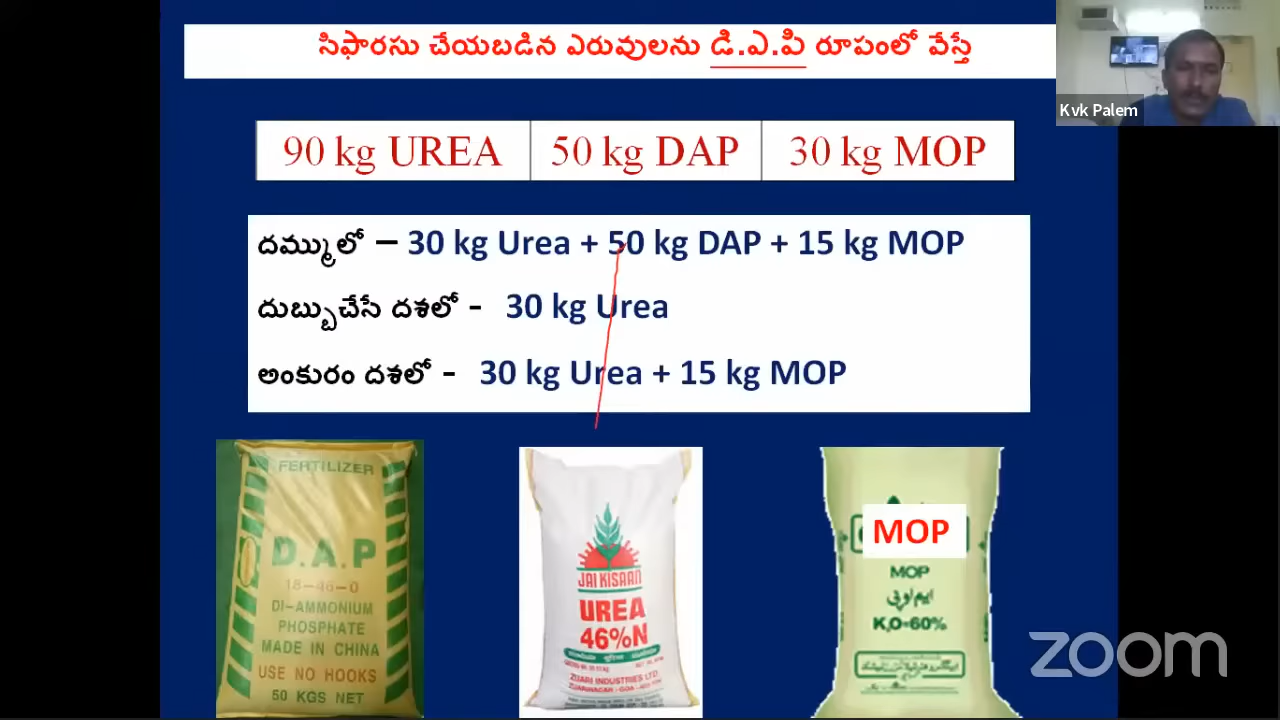 సిఫారసు చేయబడిన ఎరువులను డి.ఎ.పి రూపంలో వేస్తే
Kvk Palem
90 kg UREA 50 kg DAP 30 kg MOP
దమ్ములో – 30 kg Urea + 50 kg DAP + 15 kg MOP
దుబ్బుచేసే దశలో - 30 kg Urea
అంకురం దశలో - 30 kg Urea + 15 kg MOP
FERTILIZER
D.A.P
18-46-0
DI-AMMONIUM
PHOSPHATE
MADE IN CHINA
USE NO HOOKS
50 KGS NET
JAI KISAAN
UREA
46%N
ZUARI INDUSTRIES LTD
MOP
MOP
ایم او پی
K₂O=60%
zoom